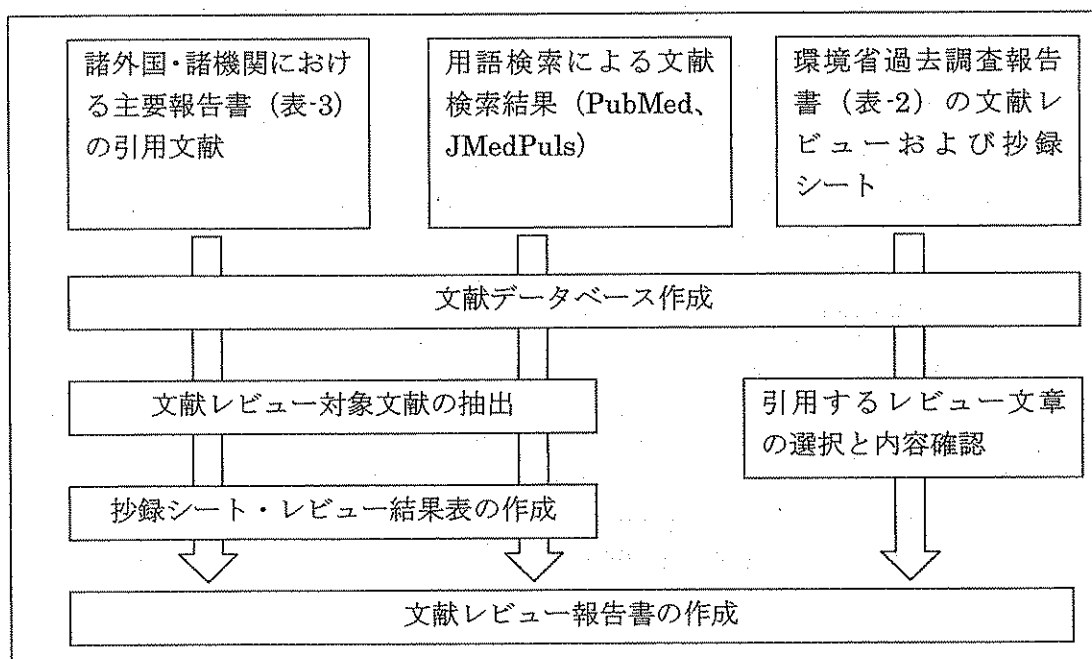 諸外国・諸機関におけ
る主要報告書（表-3）
の引用文献
用語検索による文献
検索結果（PubMed、
JMedPuls）
環境省過去調査報告
書（表-2）の文献レ
ビューおよび抄録
シート
文献データベース作成
文献レビュー対象文献の抽出
引用するレビュー文章
の選択と内容確認
抄録シート・レビュー結果表の作成
文献レビュー報告書の作成